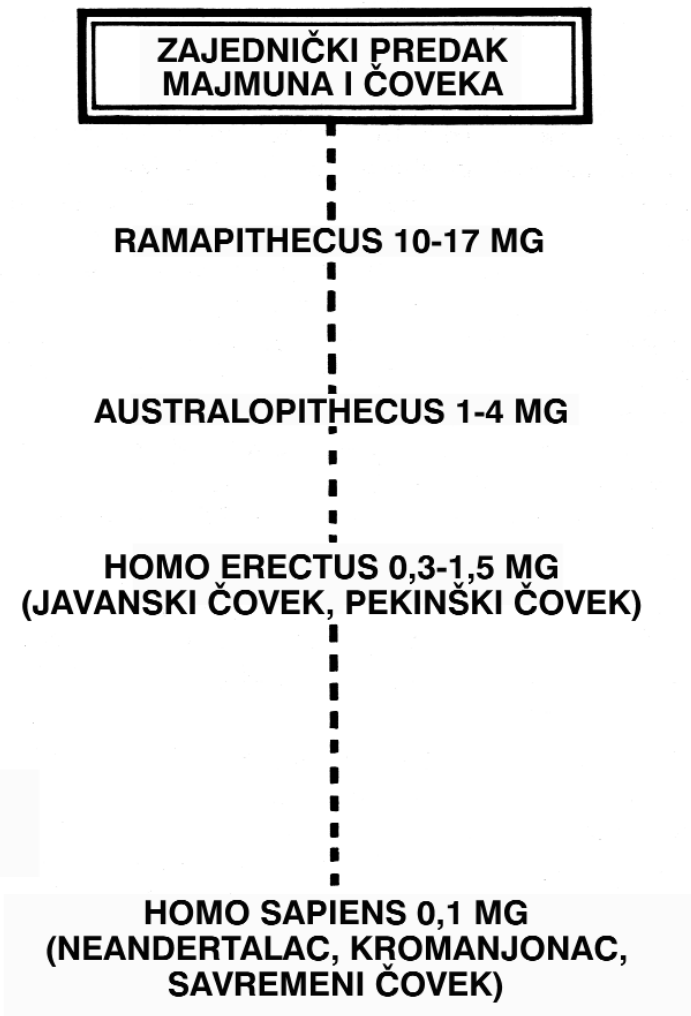 ZAJEDNIČKI PREDAK
MAJMUNA I ČOVEKA
RAMAPITHECUS 10-17 MG
AUSTRALOPITHECUS 1-4 MG
HOMO ERECTUS 0,3-1,5 MG
(JAVANSKI ČOVEK, PEKINŠKI ČOVEK)
HOMO SAPIENS 0,1 MG
(NEANDERTALAC, KROMANJONAC,
SAVREMENI ČOVEK)